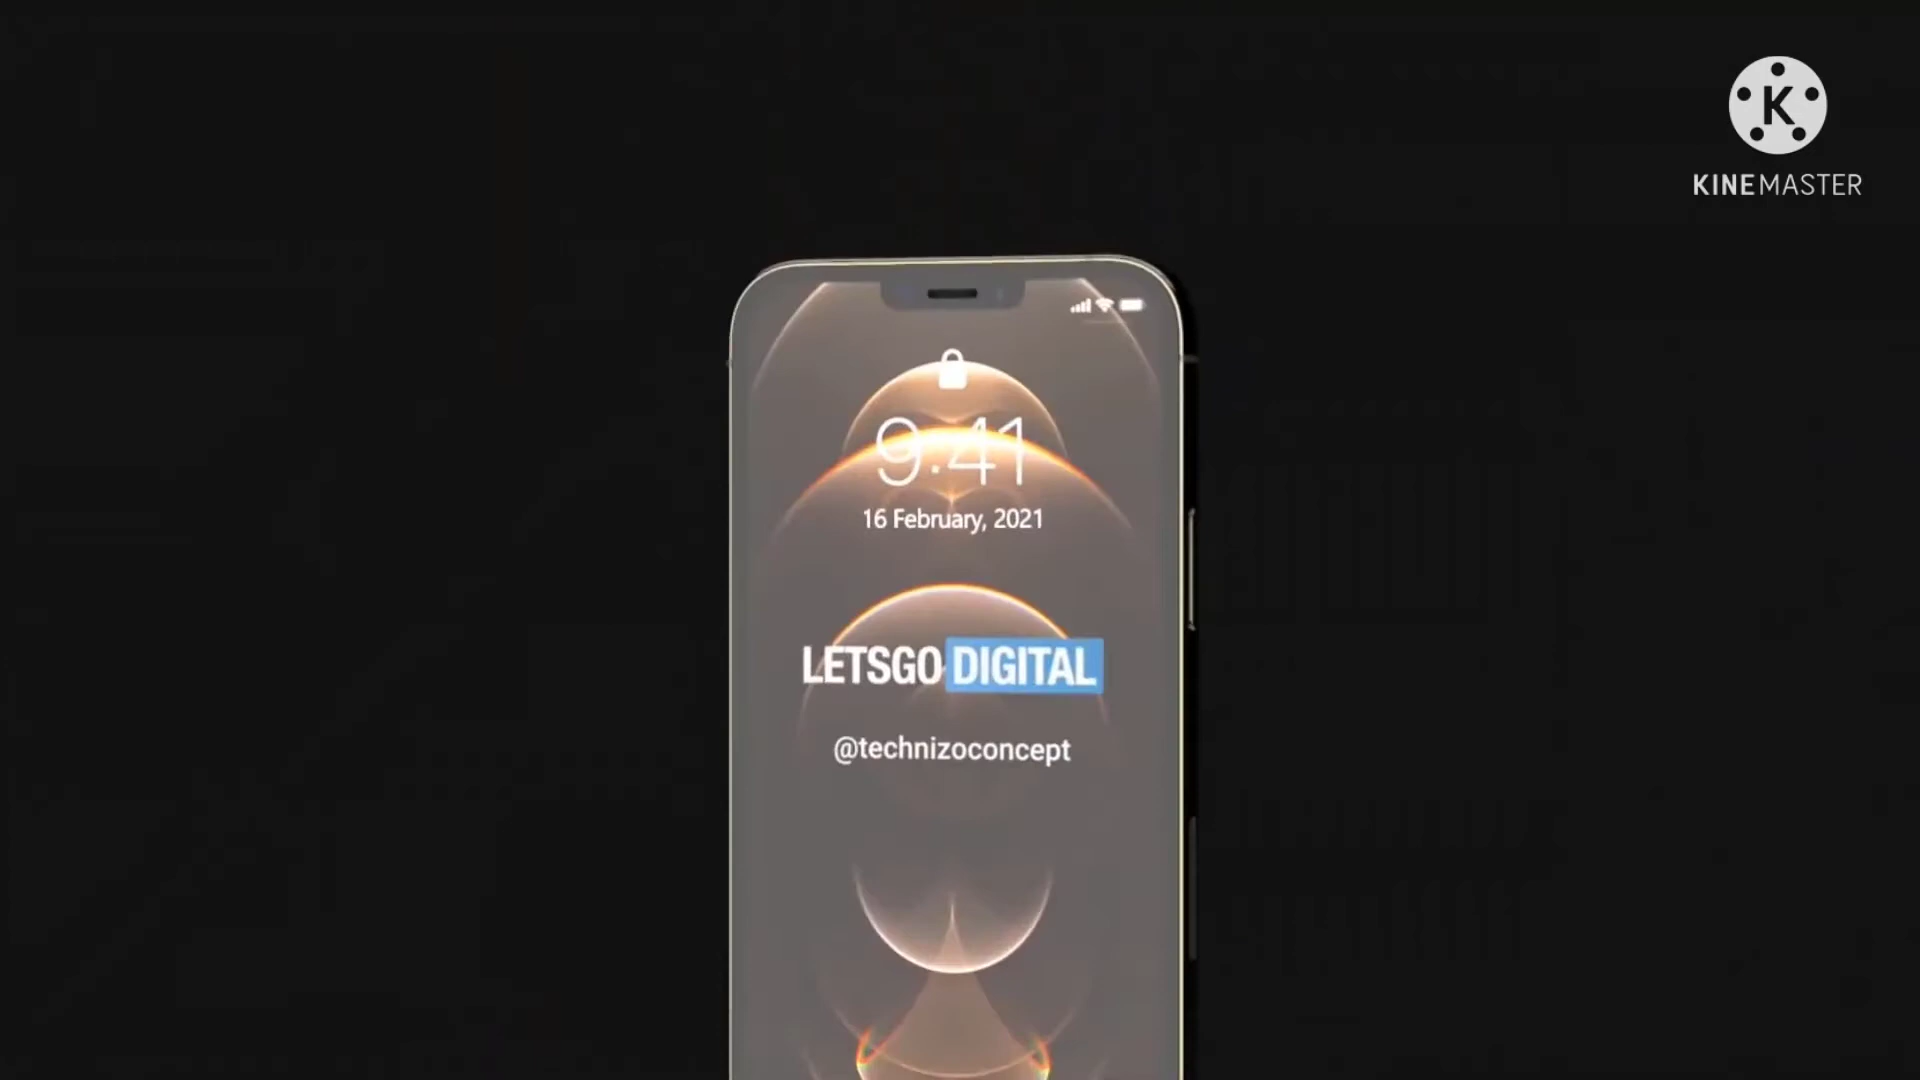 K
KINEMASTER
9:41
16 February, 2021
LETSGO DIGITAL
@technizoconcept